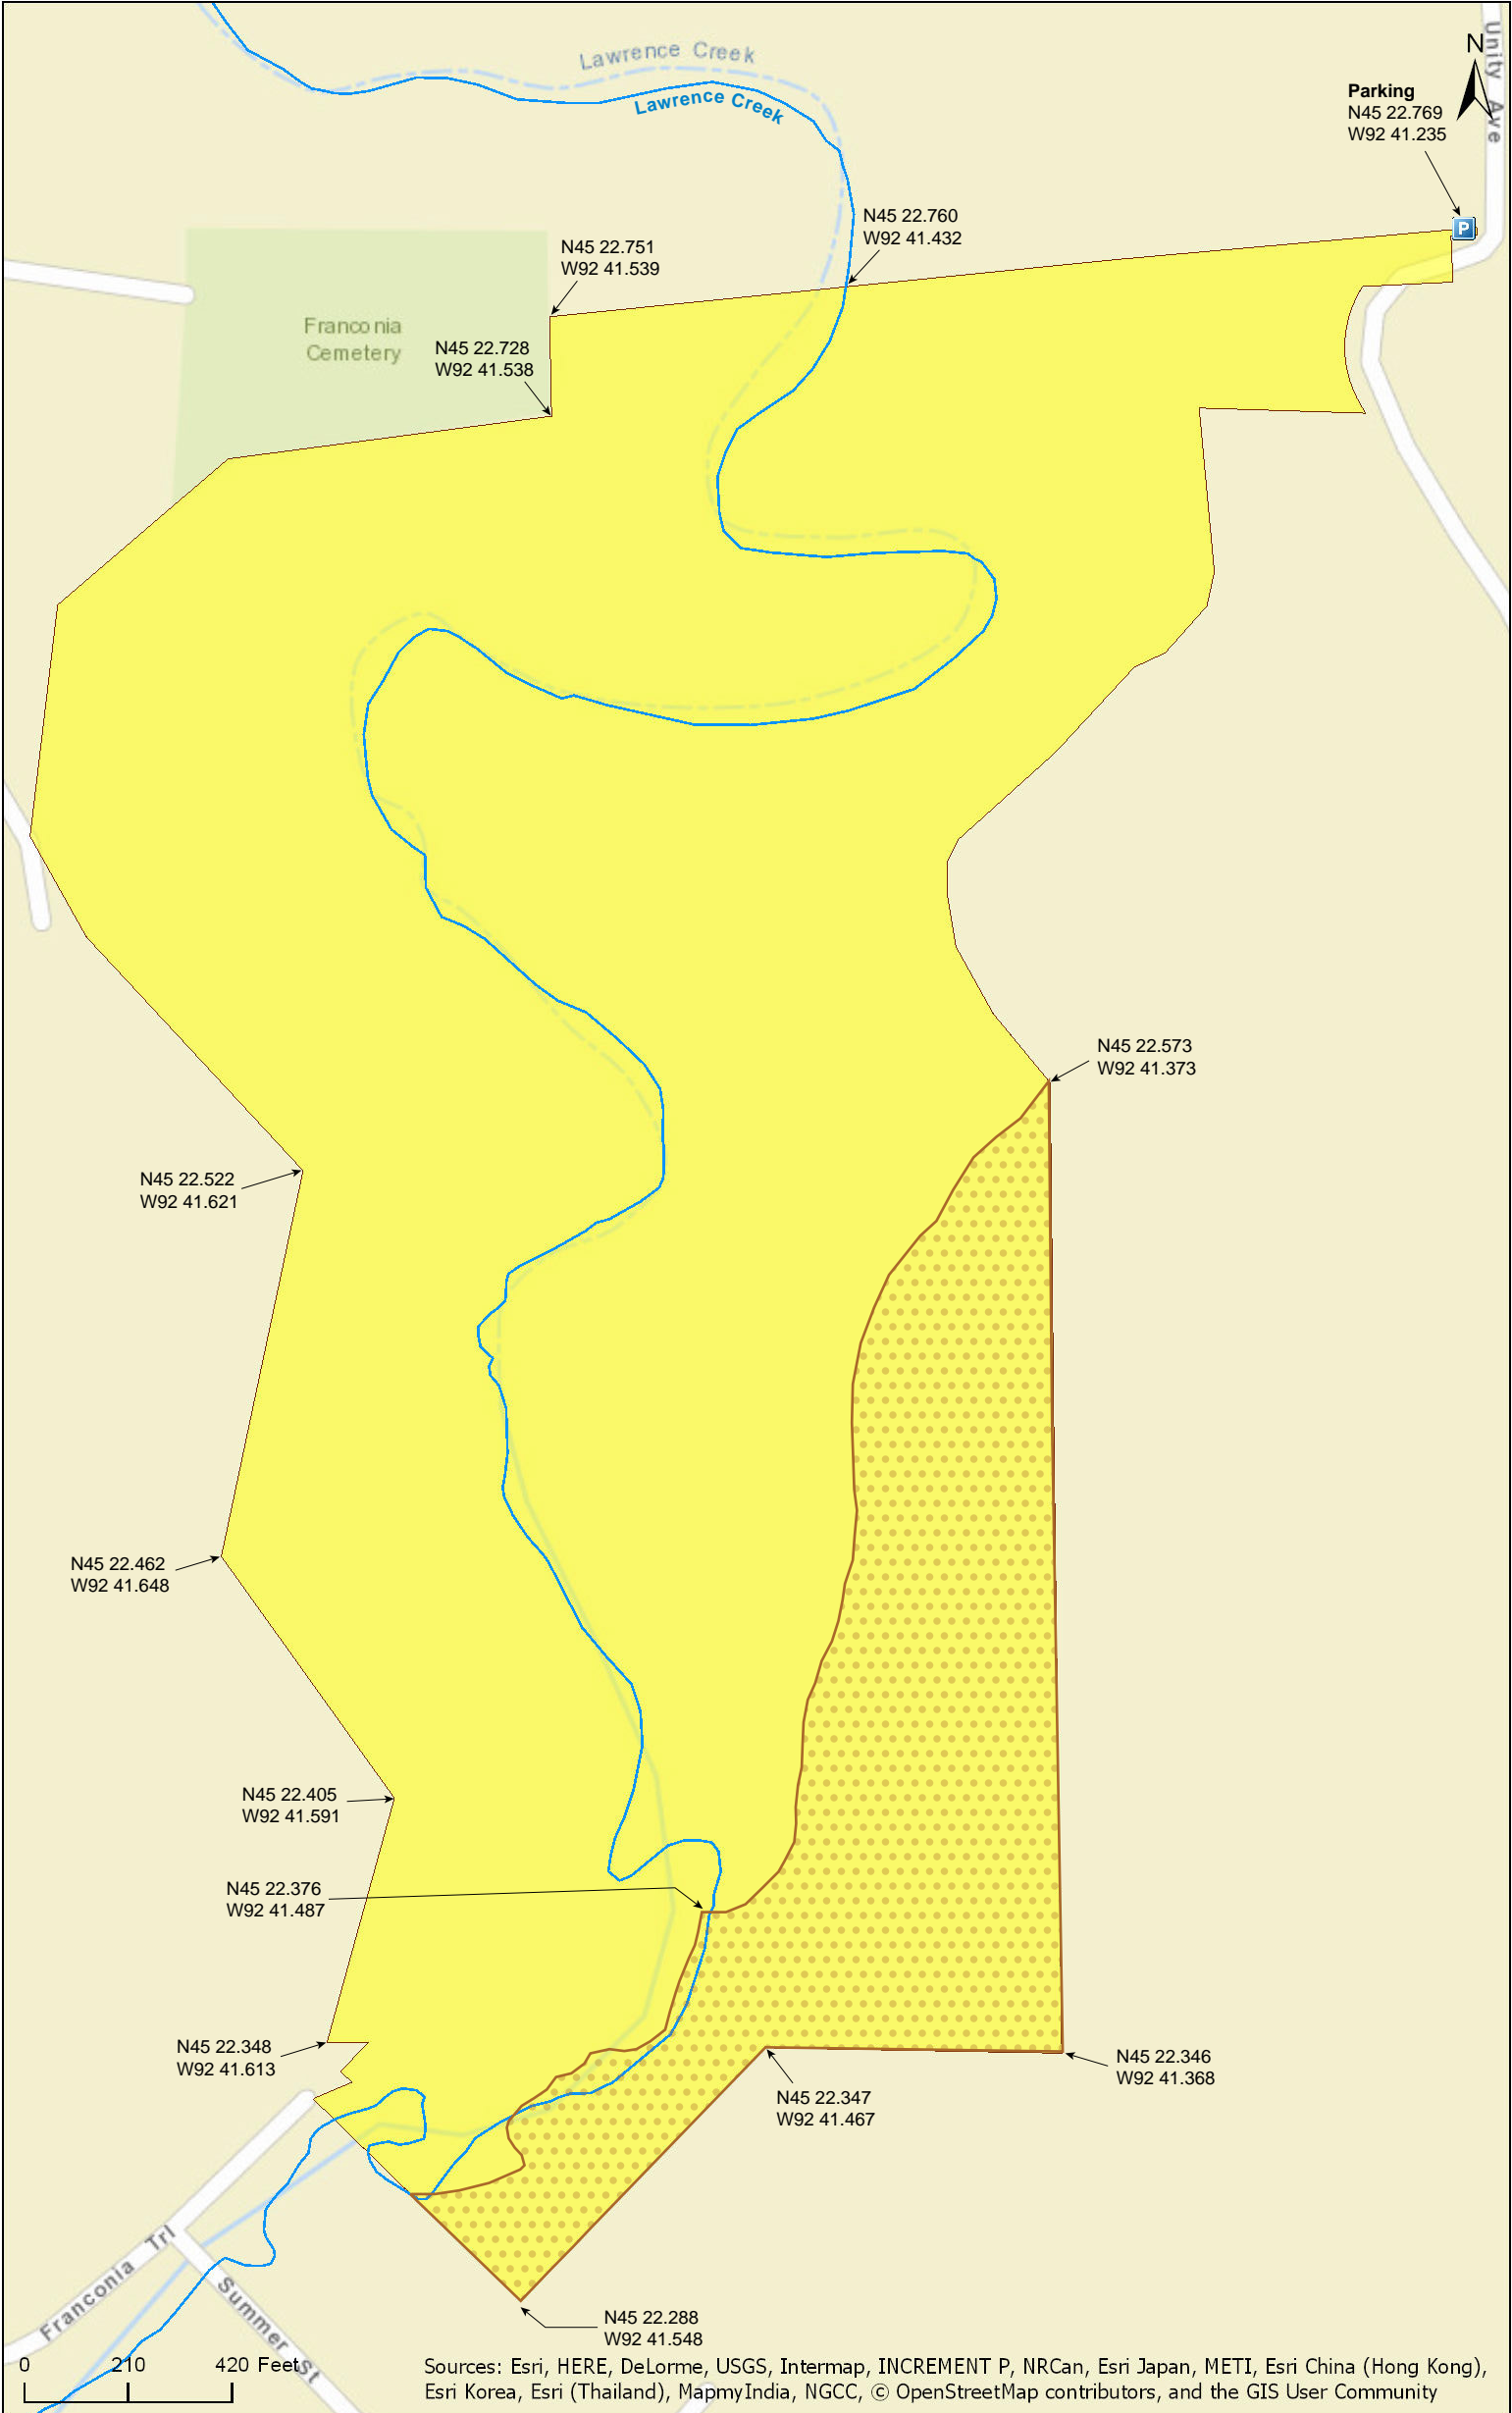 Lawrence Creek
Lawrence Creek
N
Unity Ave
Parking
N45 22.769
W92 41.235
P
N45 22.760
W92 41.432
N45 22.751
W92 41.539
Franconia
Cemetery
N45 22.728
W92 41.538
N45 22.573
W92 41.373
N45 22.522
W92 41.621
N45 22.462
W92 41.648
N45 22.405
W92 41.591
N45 22.376
W92 41.487
N45 22.348
W92 41.613
N45 22.346
W92 41.368
N45 22.347
W92 41.467
Franconia Trl
Summer St
N45 22.288
W92 41.548
0 210 420 Feet
Sources: Esri, HERE, DeLorme, USGS, Intermap, INCREMENT P, NRCan, Esri Japan, METI, Esri China (Hong Kong),
Esri Korea, Esri (Thailand), MapmyIndia, NGCC, © OpenStreetMap contributors, and the GIS User Community